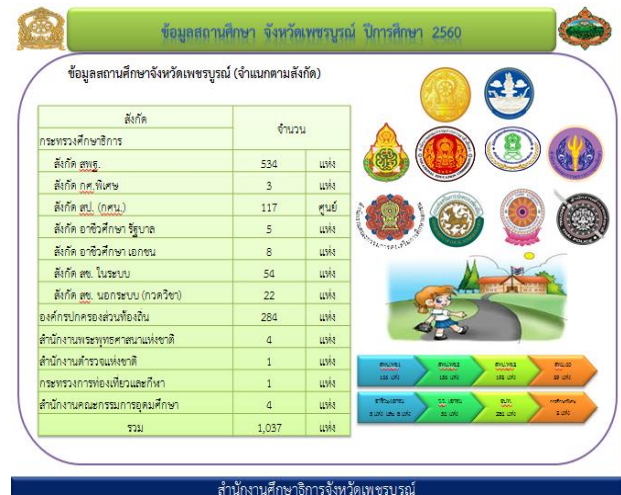 ข้อมูลสถานศึกษา จังหวัดเพชรบูรณ์ ปีการศึกษา 2560
ข้อมูลสถานศึกษาจังหวัดเพชรบูรณ์ (จำแนกตามสังกัด)
สังกัด จำนวน
กระทรวงศึกษาธิการ
สังกัด สพฐ. 534 แห่ง
สังกัด กศ.พิเศษ 3 แห่ง
สังกัด สป. (กศน.) 117 ศูนย์
สังกัด อาชีวศึกษา รัฐบาล 5 แห่ง
สังกัด อาชีวศึกษา เอกชน 8 แห่ง
สังกัด สช. ในระบบ 54 แห่ง
สังกัด สช. นอกระบบ (กวดวิชา) 22 แห่ง
องค์กรปกครองส่วนท้องถิ่น 284 แห่ง
สำนักงานพระพุทธศาสนาแห่งชาติ 4 แห่ง
สำนักงานตำรวจแห่งชาติ 1 แห่ง
กระทรวงการท่องเที่ยวและกีฬา 1 แห่ง
สำนักงานคณะกรรมการอุดมศึกษา 4 แห่ง
รวม 1,037 แห่ง
สำนักงานศึกษาธิการจังหวัดเพชรบูรณ์